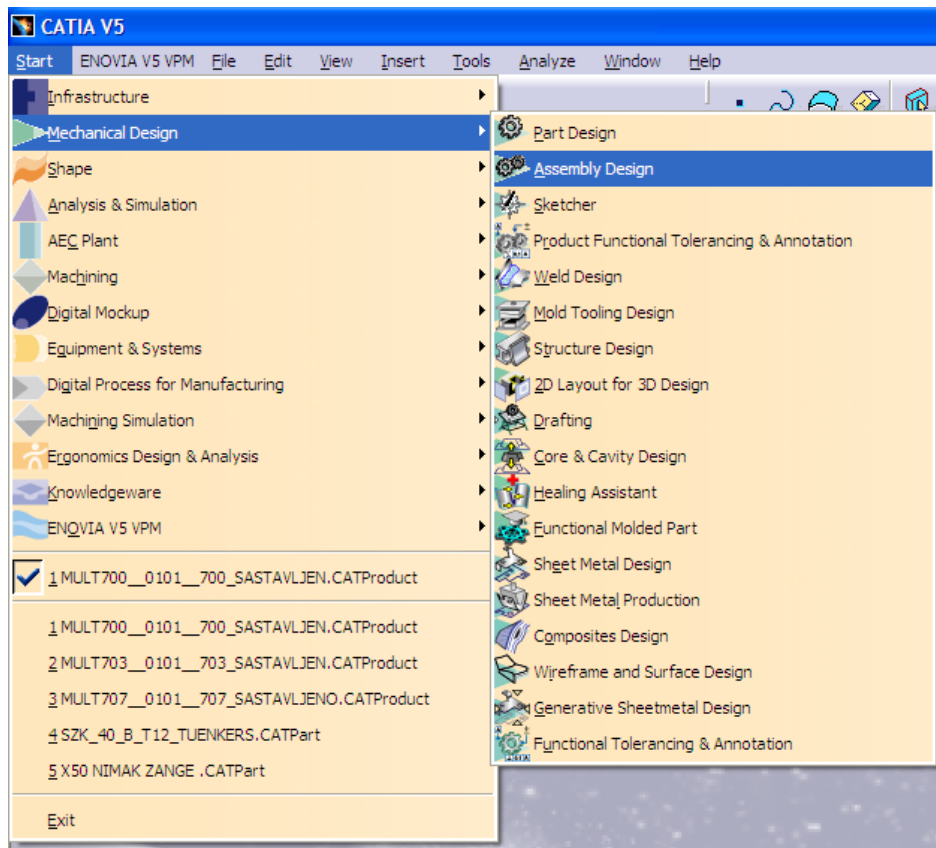 CATIA V5
Start ENOVIA V5 VPM File Edit View Insert Tools Analyze Window Help
Infrastructure
Mechanical Design
Shape
Analysis & Simulation
AEC Plant
Machining
Digital Mockup
Equipment & Systems
Digital Process for Manufacturing
Machining Simulation
Ergonomics Design & Analysis
Knowledgeware
ENOVIA V5 VPM
1 MULT700__0101__700_SASTAVLJEN.CATProduct
1 MULT700__0101__700_SASTAVLJEN.CATProduct
2 MULT703__0101__703_SASTAVLJEN.CATProduct
3 MULT707__0101__707_SASTAVLJENO.CATProduct
4 SZK_40_B_T12_TUENKERS.CATPart
5 X50 NIMAK ZANGE .CATPart
Exit
Part Design
Assembly Design
Sketcher
Product Functional Tolerancing & Annotation
Weld Design
Mold Tooling Design
Structure Design
2D Layout for 3D Design
Drafting
Core & Cavity Design
Healing Assistant
Functional Molded Part
Sheet Metal Design
Sheet Metal Production
Composites Design
Wireframe and Surface Design
Generative Sheetmetal Design
Functional Tolerancing & Annotation